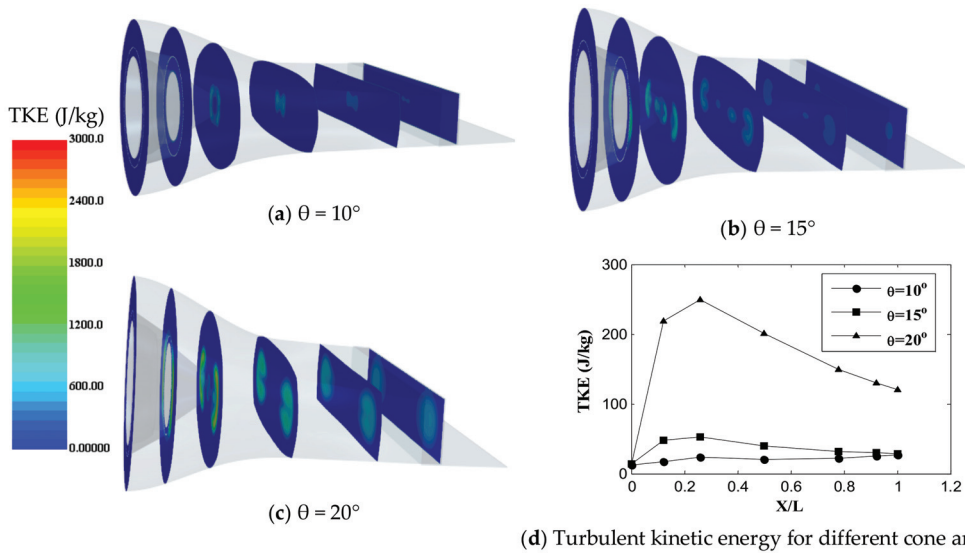 TKE (J/kg)
3000.0
2400.0
1800.0
1200.0
600.00
0.00000
(a) θ = 10°
(b) θ = 15°
(c) θ = 20°
300
200
100
0
TKE (J/kg)
θ=10°
θ=15°
θ=20°
0 0.2 0.4 0.6 0.8 1 1.2
X/L
(d) Turbulent kinetic energy for different cone